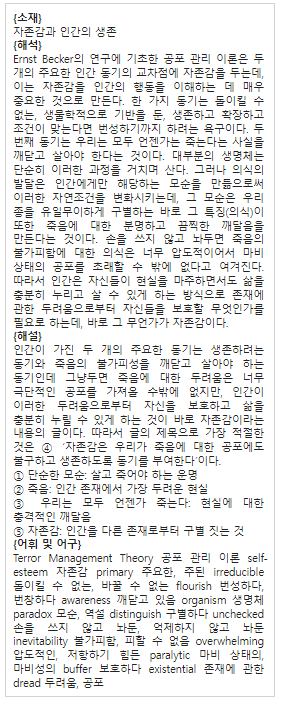 {소재}
자존감과 인간의 생존
{해석}
Ernst Becker의 연구에 기초한 공포 관리 이론은 두
개의 주요한 인간 동기의 교차점에 자존감을 두는데,
이는 자존감을 인간의 행동을 이해하는 데 매우
중요한 것으로 만든다. 한 가지 동기는 돌이킬 수
없는, 생물학적으로 기반을 둔, 생존하고 확장하고
조건이 맞는다면 번성하기까지 하려는 욕구이다. 두
번째 동기는 우리는 모두 언젠가는 죽는다는 사실을
깨닫고 살아야 한다는 것이다. 대부분의 생명체는
단순히 이러한 과정을 거치며 산다. 그러나 의식의
발달은 인간에게만 해당하는 모순을 만듦으로써
이러한 자연조건을 변화시키는데, 그 모순은 우리
종을 유일무이하게 구별하는 바로 그 특징(의식)이
또한 죽음에 대한 분명하고 끔찍한 깨달음을
만든다는 것이다. 손을 쓰지 않고 놔두면 죽음의
불가피함에 대한 의식은 너무 압도적이어서 마비
상태의 공포를 초래할 수 밖에 없다고 여겨진다.
따라서 인간은 자신들이 현실을 마주하면서도 삶을
충분히 누리고 살 수 있게 하는 방식으로 존재에
관한 두려움으로부터 자신들을 보호할 무엇인가를
필요로 하는데, 바로 그 무언가가 자존감이다.
{해설}
인간이 가진 두 개의 주요한 동기는 생존하려는
동기와 죽음의 불가피성을 깨닫고 살아야 하는
동기인데 그냥두면 죽음에 대한 두려움은 너무
극단적인 공포를 가져올 수밖에 없지만, 인간이
이러한 두려움으로부터 자신을 보호하고 삶을
충분히 누릴 수 있게 하는 것이 바로 자존감이라는
내용의 글이다. 따라서 글의 제목으로 가장 적절한
것은 ④ ‘자존감은 우리가 죽음에 대한 공포에도
불구하고 생존하도록 동기를 부여한다’이다.
① 단순한 모순: 살고 죽어야 하는 운명
② 죽음: 인간 존재에서 가장 두려운 현실
③ 우리는 모두 언젠가 죽는다: 현실에 대한
충격적인 깨달음
⑤ 자존감: 인간을 다른 존재로부터 구별 짓는 것
{어휘 및 어구}
Terror Management Theory 공포 관리 이론 self-
esteem 자존감 primary 주요한, 주된 irreducible
돌이킬 수 없는, 바꿀 수 없는 flourish 번성하다,
번창하다 awareness 깨닫고 있음 organism 생명체
paradox 모순, 역설 distinguish 구별하다 unchecked
손을 쓰지 않고 놔둔, 억제하지 않고 놔둔
inevitability 불가피함, 피할 수 없음 overwhelming
압도적인, 저항하기 힘든 paralytic 마비 상태의,
마비성의 buffer 보호하다 existential 존재에 관한
dread 두려움, 공포